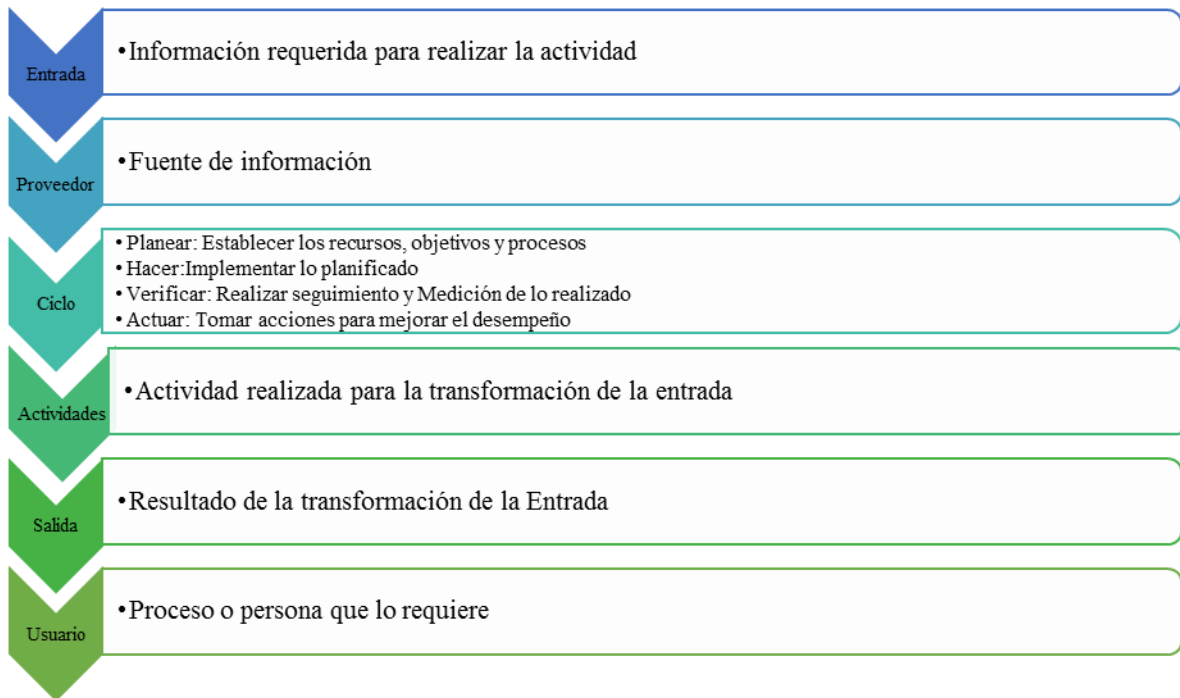 Entrada
•Información requerida para realizar la actividad
Proveedor
•Fuente de información
Ciclo
• Planear: Establecer los recursos, objetivos y procesos
• Hacer:Implementar lo planificado
• Verificar: Realizar seguimiento y Medición de lo realizado
• Actuar: Tomar acciones para mejorar el desempeño
Actividades
•Actividad realizada para la transformación de la entrada
Salida
•Resultado de la transformación de la Entrada
Usuario
•Proceso o persona que lo requiere